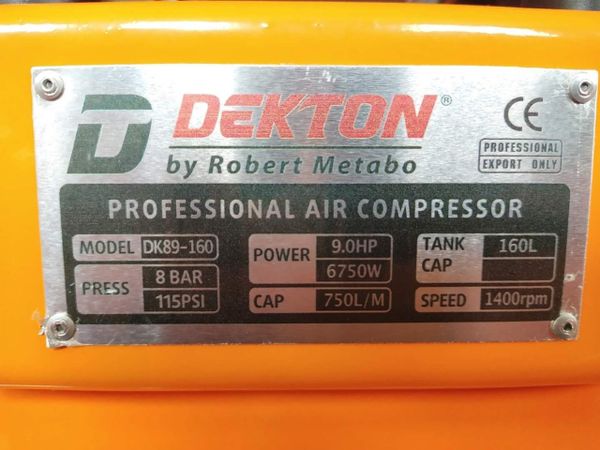 D DEKTON®
by Robert Metabo
CE
PROFESSIONAL
EXPORT ONLY
PROFESSIONAL AIR COMPRESSOR
MODEL DK89-160
PRESS 8 BAR
115PSI
POWER 9.0HP
6750W
CAP 750L/M
TANK CAP 160L
SPEED 1400rpm